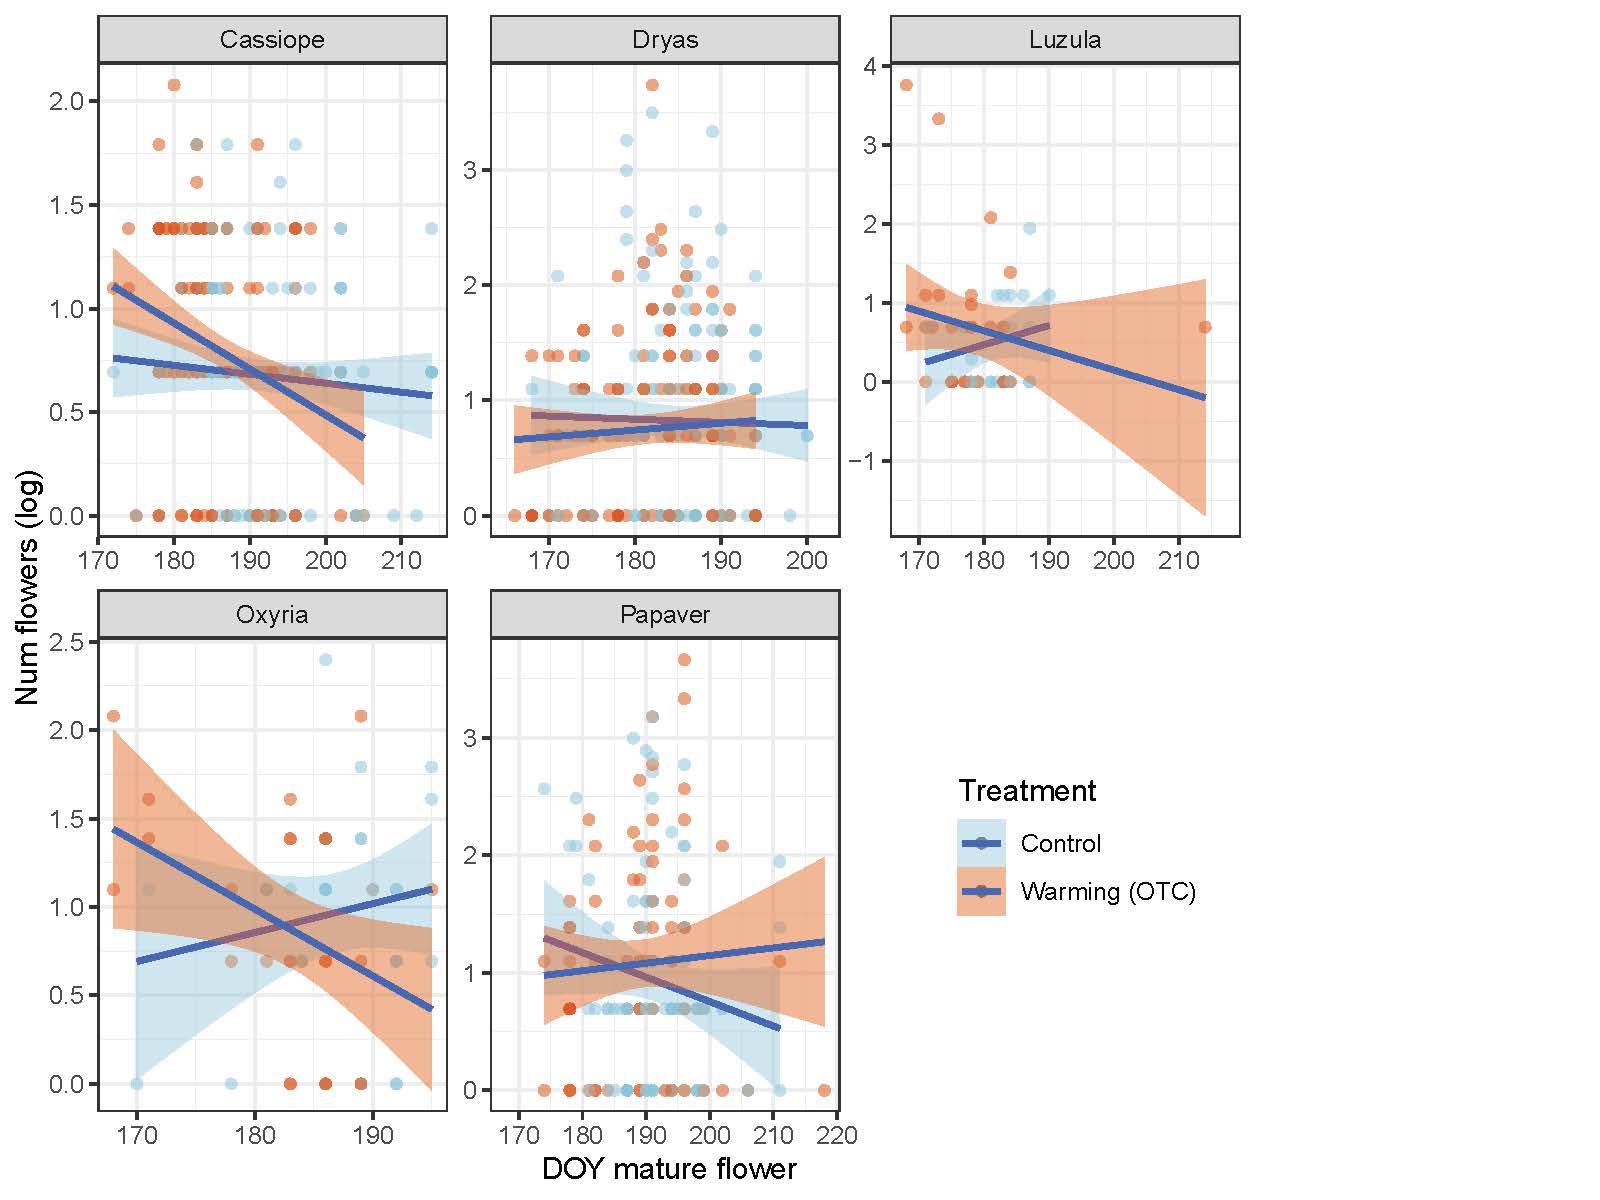 Cassiope Dryas Luzula
2.0
1.5
1.0
0.5
0.0
170 180 190 200 210
3
2
1
0
170 180 190 200
4
3
2
1
0
−1
170 180 190 200 210
Oxyria Papaver
2.5
2.0
1.5
1.0
0.5
0.0
170 180 190
3
2
1
0
170 180 190 200 210 220
Num flowers (log)
DOY mature flower
Treatment
Control
Warming (OTC)